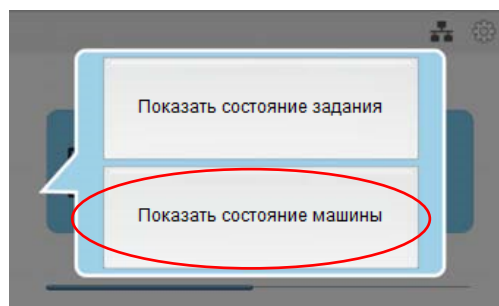 Показать состояние задания
Показать состояние машины